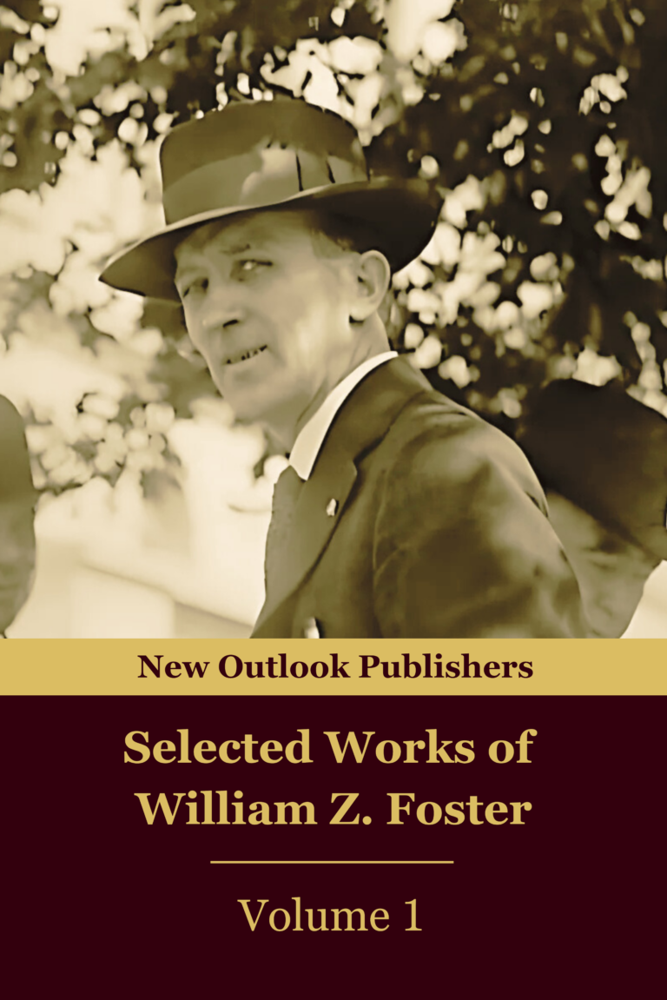 New Outlook Publishers
Selected Works of
William Z. Foster
Volume 1